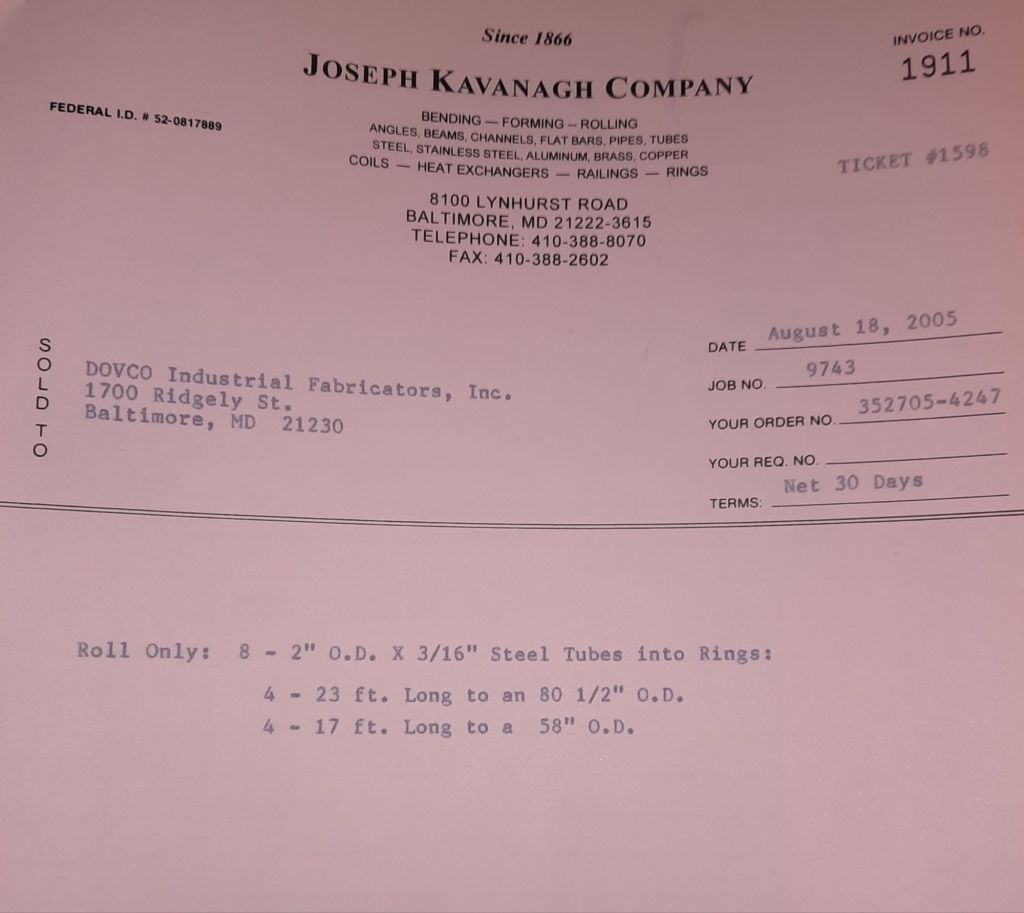 Since 1866
JOSEPH KAVANAGH COMPANY
INVOICE NO.
1911
FEDERAL I.D. # 52-0817889
BENDING — FORMING – ROLLING
ANGLES, BEAMS, CHANNELS, FLAT BARS, PIPES, TUBES
STEEL, STAINLESS STEEL, ALUMINUM, BRASS, COPPER
COILS — HEAT EXCHANGERS — RAILINGS — RINGS
TICKET #1598
8100 LYNHURST ROAD
BALTIMORE, MD 21222-3615
TELEPHONE: 410-388-8070
FAX: 410-388-2602
SOLD TO
DOVCO Industrial Fabricators, Inc.
1700 Ridgely St.
Baltimore, MD 21230
DATE August 18, 2005
JOB NO. 9743
YOUR ORDER NO. 352705-4247
YOUR REQ. NO.
TERMS: Net 30 Days
Roll Only: 8 - 2" O.D. X 3/16" Steel Tubes into Rings:
4 - 23 ft. Long to an 80 1/2" O.D.
4 - 17 ft. Long to a 58" O.D.